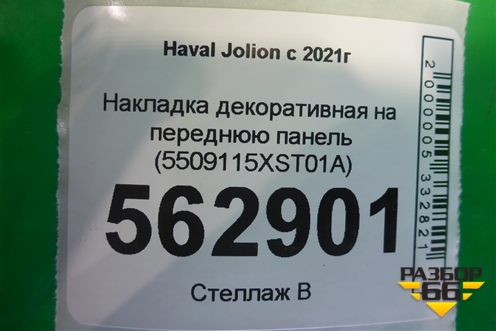 Haval Jolion с 2021г
Накладка декоративная на
переднюю панель
(5509115XST01A)
562901
Стеллаж В
2000005332821
РАЗБОР
66